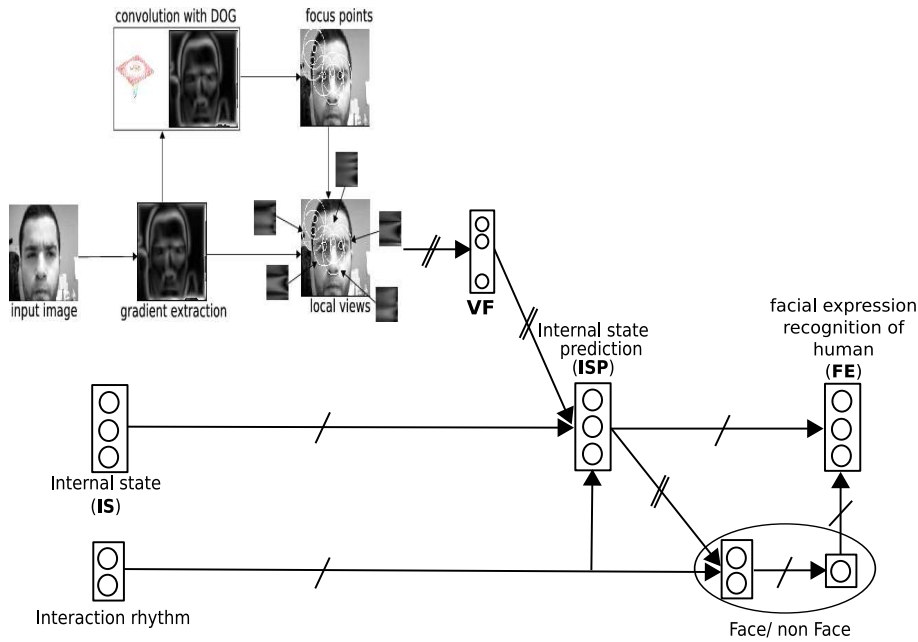 convolution with DOG
focus points
input image
gradient extraction
local views
VF
Internal state
prediction
(ISP)
facial expression
recognition of
human
(FE)
Internal state
(IS)
Interaction rhythm
Face/ non Face